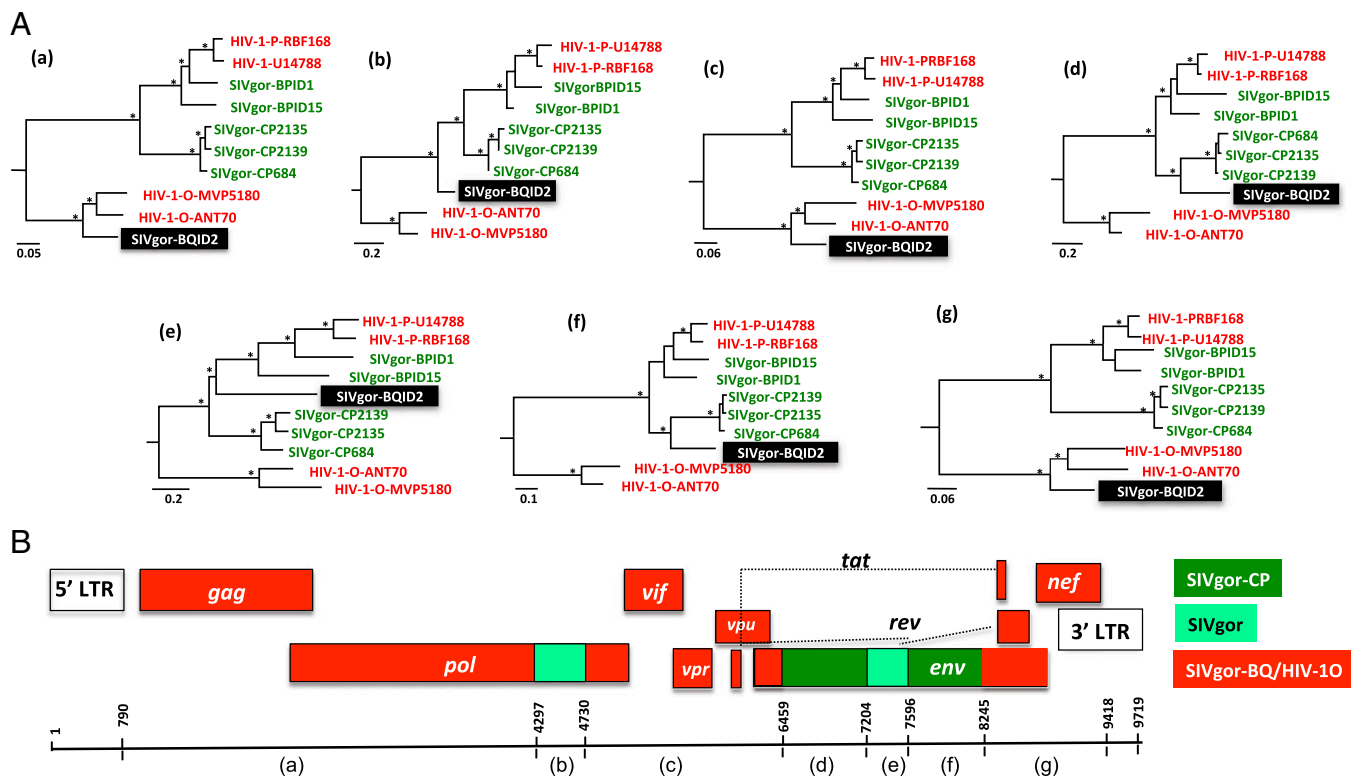 A
(a)
HIV-1-P-RBF168
HIV-1-U14788
SIVgor-BPID1
SIVgor-BPID15
SIVgor-CP2135
SIVgor-CP2139
SIVgor-CP684
HIV-1-O-MVP5180
HIV-1-O-ANT70
SIVgor-BQID2
0.05
(b)
HIV-1-P-U14788
HIV-1-P-RBF168
SIVgorBPID15
SIVgor-BPID1
SIVgor-CP2135
SIVgor-CP2139
SIVgor-CP684
SIVgor-BQID2
HIV-1-O-ANT70
HIV-1-O-MVP5180
0.2
(c)
HIV-1-PRBF168
HIV-1-P-U14788
SIVgor-BPID1
SIVgor-BPID15
SIVgor-CP2135
SIVgor-CP2139
SIVgor-CP684
HIV-1-O-MVP5180
HIV-1-O-ANT70
SIVgor-BQID2
0.06
(d)
HIV-1-P-U14788
HIV-1-P-RBF168
SIVgor-BPID15
SIVgor-BPID1
SIVgor-CP684
SIVgor-CP2135
SIVgor-CP2139
SIVgor-BQID2
HIV-1-O-MVP5180
HIV-1-O-ANT70
0.2
(e)
HIV-1-P-U14788
HIV-1-P-RBF168
SIVgor-BPID1
SIVgor-BPID15
SIVgor-BQID2
SIVgor-CP2139
SIVgor-CP2135
SIVgor-CP684
HIV-1-O-ANT70
HIV-1-O-MVP5180
0.2
(f)
HIV-1-P-U14788
HIV-1-P-RBF168
SIVgor-BPID15
SIVgor-BPID1
SIVgor-CP2139
SIVgor-CP2135
SIVgor-CP684
SIVgor-BQID2
HIV-1-O-MVP5180
HIV-1-O-ANT70
0.1
(g)
HIV-1-PRBF168
HIV-1-P-U14788
SIVgor-BPID15
SIVgor-BPID1
SIVgor-CP2135
SIVgor-CP2139
SIVgor-CP684
HIV-1-O-MVP5180
HIV-1-O-ANT70
SIVgor-BQID2
0.06
B
5' LTR
gag
vif
tat
nef
vpu
rev
3' LTR
pol
vpr
env
SIVgor-CP
SIVgor
SIVgor-BQ/HIV-1O
1
790
4297
4730
6459
7204
7596
8245
9418
9719
(a)
(b)
(c)
(d)
(e)
(f)
(g)